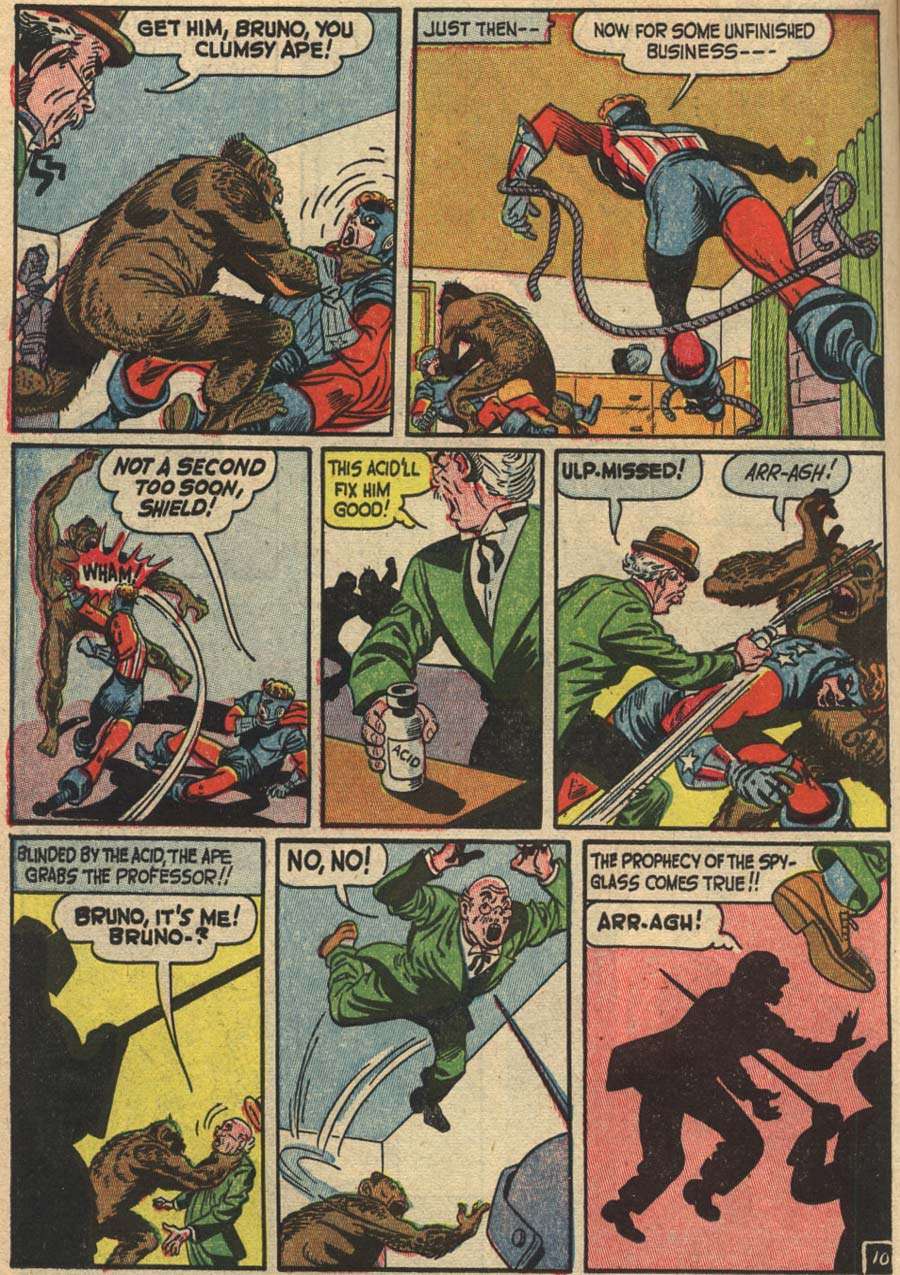 GET HIM, BRUNO, YOU
CLUMSY APE!
JUST THEN--
NOW FOR SOME UNFINISHED
BUSINESS---
NOT A SECOND
TOO SOON,
SHIELD!
WHAM!
THIS ACID'LL
FIX HIM
GOOD!
ACID
ULP-MISSED!
ARR-AGH!
BLINDED BY THE ACID, THE APE
GRABS THE PROFESSOR!!
BRUNO, IT'S ME!
BRUNO-?
NO, NO!
THE PROPHECY OF THE SPY-
GLASS COMES TRUE!!
ARR-AGH!
10